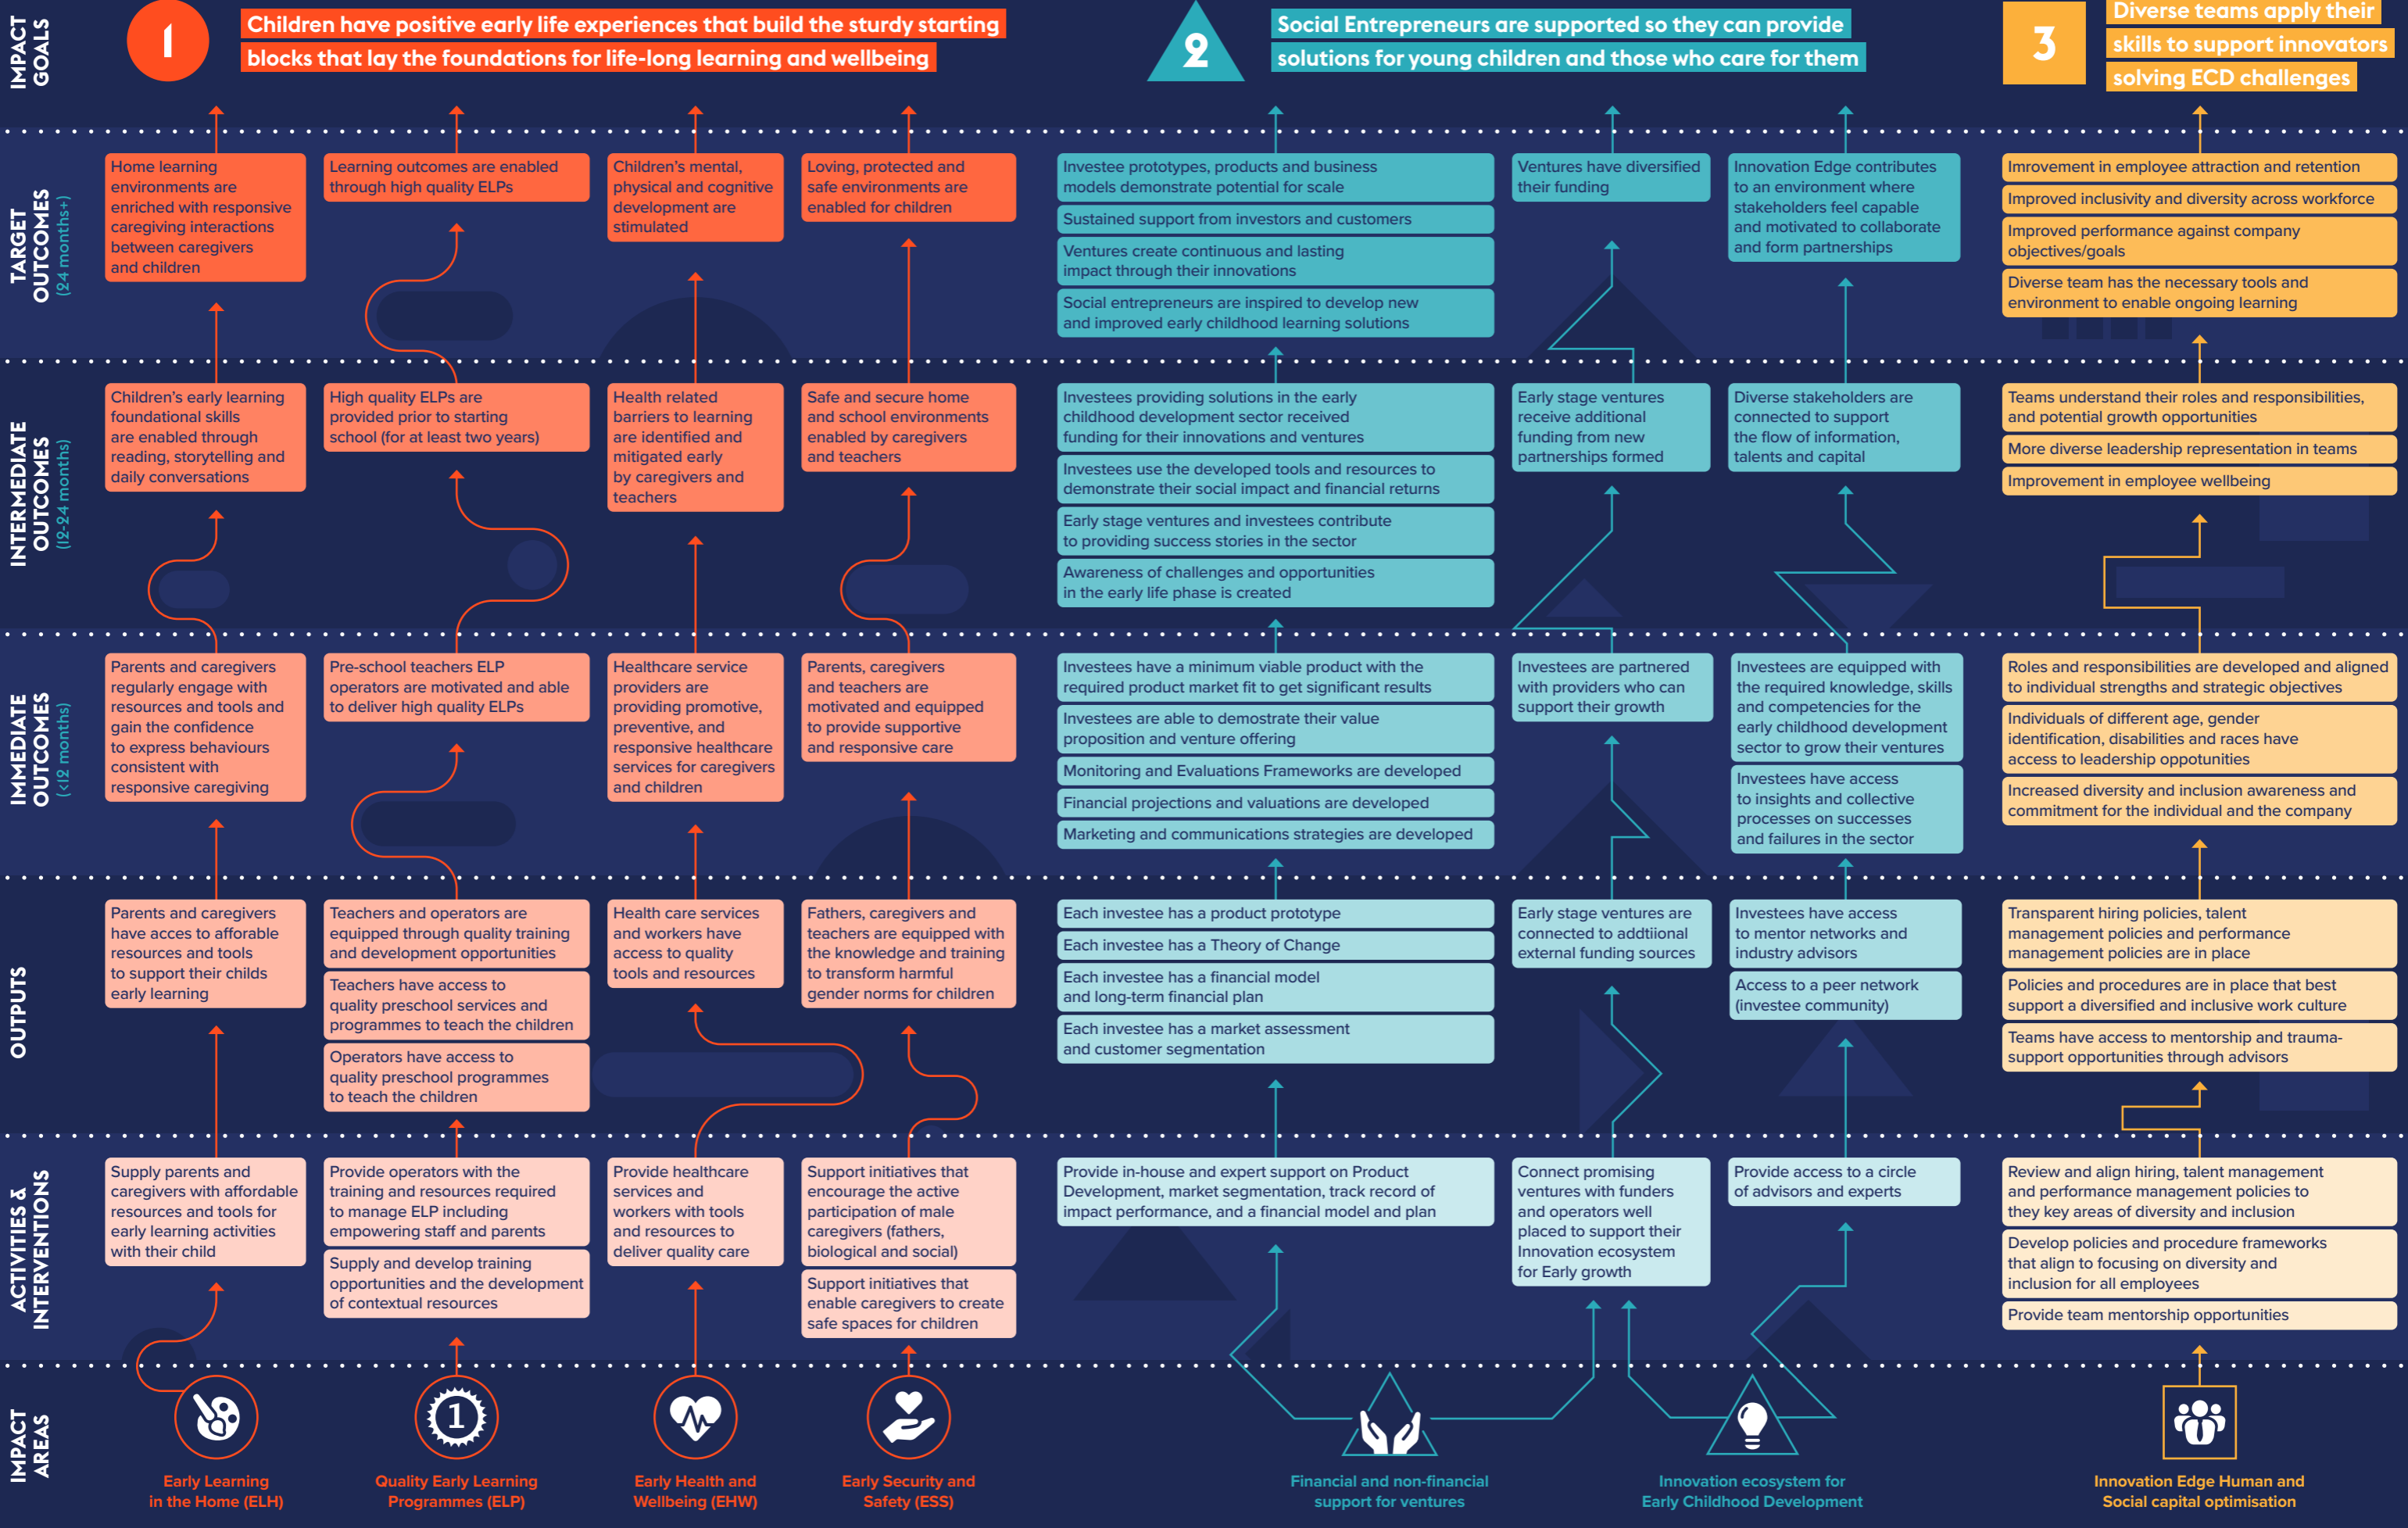 IMPACT
GOALS
1
Children have positive early life experiences that build the sturdy starting
blocks that lay the foundations for life-long learning and wellbeing
2
Social Entrepreneurs are supported so they can provide
solutions for young children and those who care for them
3
Diverse teams apply their
skills to support innovators
solving ECD challenges
TARGET
OUTCOMES
(24 months+)
Home learning
environments are
enriched with responsive
caregiving interactions
between caregivers
and children
Learning outcomes are enabled
through high quality ELPs
Children's mental,
physical and cognitive
development are
stimulated
Loving, protected and
safe environments are
enabled for children
Investee prototypes, products and business
models demonstrate potential for scale
Sustained support from investors and customers
Ventures create continuous and lasting
impact through their innovations
Social entrepreneurs are inspired to develop new
and improved early childhood learning solutions
Ventures have diversified
their funding
Innovation Edge contributes
to an environment where
stakeholders feel capable
and motivated to collaborate
and form partnerships
Imrovement in employee attraction and retention
Improved inclusivity and diversity across workforce
Improved performance against company
objectives/goals
Diverse team has the necessary tools and
environment to enable ongoing learning
INTERMEDIATE
OUTCOMES
(12-24 months)
Children's early learning
foundational skills
are enabled through
reading, storytelling and
daily conversations
High quality ELPs are
provided prior to starting
school (for at least two years)
Health related
barriers to learning
are identified and
mitigated early
by caregivers and
teachers
Safe and secure home
and school environments
enabled by caregivers
and teachers
Investees providing solutions in the early
childhood development sector received
funding for their innovations and ventures
Investees use the developed tools and resources to
demonstrate their social impact and financial returns
Early stage ventures and investees contribute
to providing success stories in the sector
Awareness of challenges and opportunities
in the early life phase is created
Early stage ventures
receive additional
funding from new
partnerships formed
Diverse stakeholders are
connected to support
the flow of information,
talents and capital
Teams understand their roles and responsibilities,
and potential growth opportunities
More diverse leadership representation in teams
Improvement in employee wellbeing
IMMEDIATE
OUTCOMES
(<12 months)
Parents and caregivers
regularly engage with
resources and tools and
gain the confidence
to express behaviours
consistent with
responsive caregiving
Pre-school teachers ELP
operators are motivated and able
to deliver high quality ELPs
Healthcare service
providers are
providing promotive,
preventive, and
responsive healthcare
services for caregivers
and children
Parents, caregivers
and teachers are
motivated and equipped
to provide supportive
and responsive care
Investees have a minimum viable product with the
required product market fit to get significant results
Investees are able to demostrate their value
proposition and venture offering
Monitoring and Evaluations Frameworks are developed
Financial projections and valuations are developed
Marketing and communications strategies are developed
Investees are partnered
with providers who can
support their growth
Investees are equipped with
the required knowledge, skills
and competencies for the
early childhood development
sector to grow their ventures
Investees have access
to insights and collective
processes on successes
and failures in the sector
Roles and responsibilities are developed and aligned
to individual strengths and strategic objectives
Individuals of different age, gender
identification, disabilities and races have
access to leadership oppotunities
Increased diversity and inclusion awareness and
commitment for the individual and the company
OUTPUTS
Parents and caregivers
have acces to afforable
resources and tools
to support their childs
early learning
Teachers and operators are
equipped through quality training
and development opportunities
Teachers have access to
quality preschool services and
programmes to teach the children
Operators have access to
quality preschool programmes
to teach the children
Health care services
and workers have
access to quality
tools and resources
Fathers, caregivers and
teachers are equipped with
the knowledge and training
to transform harmful
gender norms for children
Each investee has a product prototype
Each investee has a Theory of Change
Each investee has a financial model
and long-term financial plan
Each investee has a market assessment
and customer segmentation
Early stage ventures are
connected to addtiional
external funding sources
Investees have access
to mentor networks and
industry advisors
Access to a peer network
(investee community)
Transparent hiring policies, talent
management policies and performance
management policies are in place
Policies and procedures are in place that best
support a diversified and inclusive work culture
Teams have access to mentorship and trauma-
support opportunities through advisors
ACTIVITIES &
INTERVENTIONS
Supply parents and
caregivers with affordable
resources and tools for
early learning activities
with their child
Provide operators with the
training and resources required
to manage ELP including
empowering staff and parents
Supply and develop training
opportunities and the development
of contextual resources
Provide healthcare
services and
workers with tools
and resources to
deliver quality care
Support initiatives that
encourage the active
participation of male
caregivers (fathers,
biological and social)
Support initiatives that
enable caregivers to create
safe spaces for children
Provide in-house and expert support on Product
Development, market segmentation, track record of
impact performance, and a financial model and plan
Connect promising
ventures with funders
and operators well
placed to support their
Innovation ecosystem
for Early growth
Provide access to a circle
of advisors and experts
Review and align hiring, talent management
and performance management policies to
they key areas of diversity and inclusion
Develop policies and procedure frameworks
that align to focusing on diversity and
inclusion for all employees
Provide team mentorship opportunities
IMPACT
AREAS
Early Learning
in the Home (ELH)
1
Quality Early Learning
Programmes (ELP)
Early Health and
Wellbeing (EHW)
Early Security and
Safety (ESS)
Financial and non-financial
support for ventures
Innovation ecosystem for
Early Childhood Development
Innovation Edge Human and
Social capital optimisation